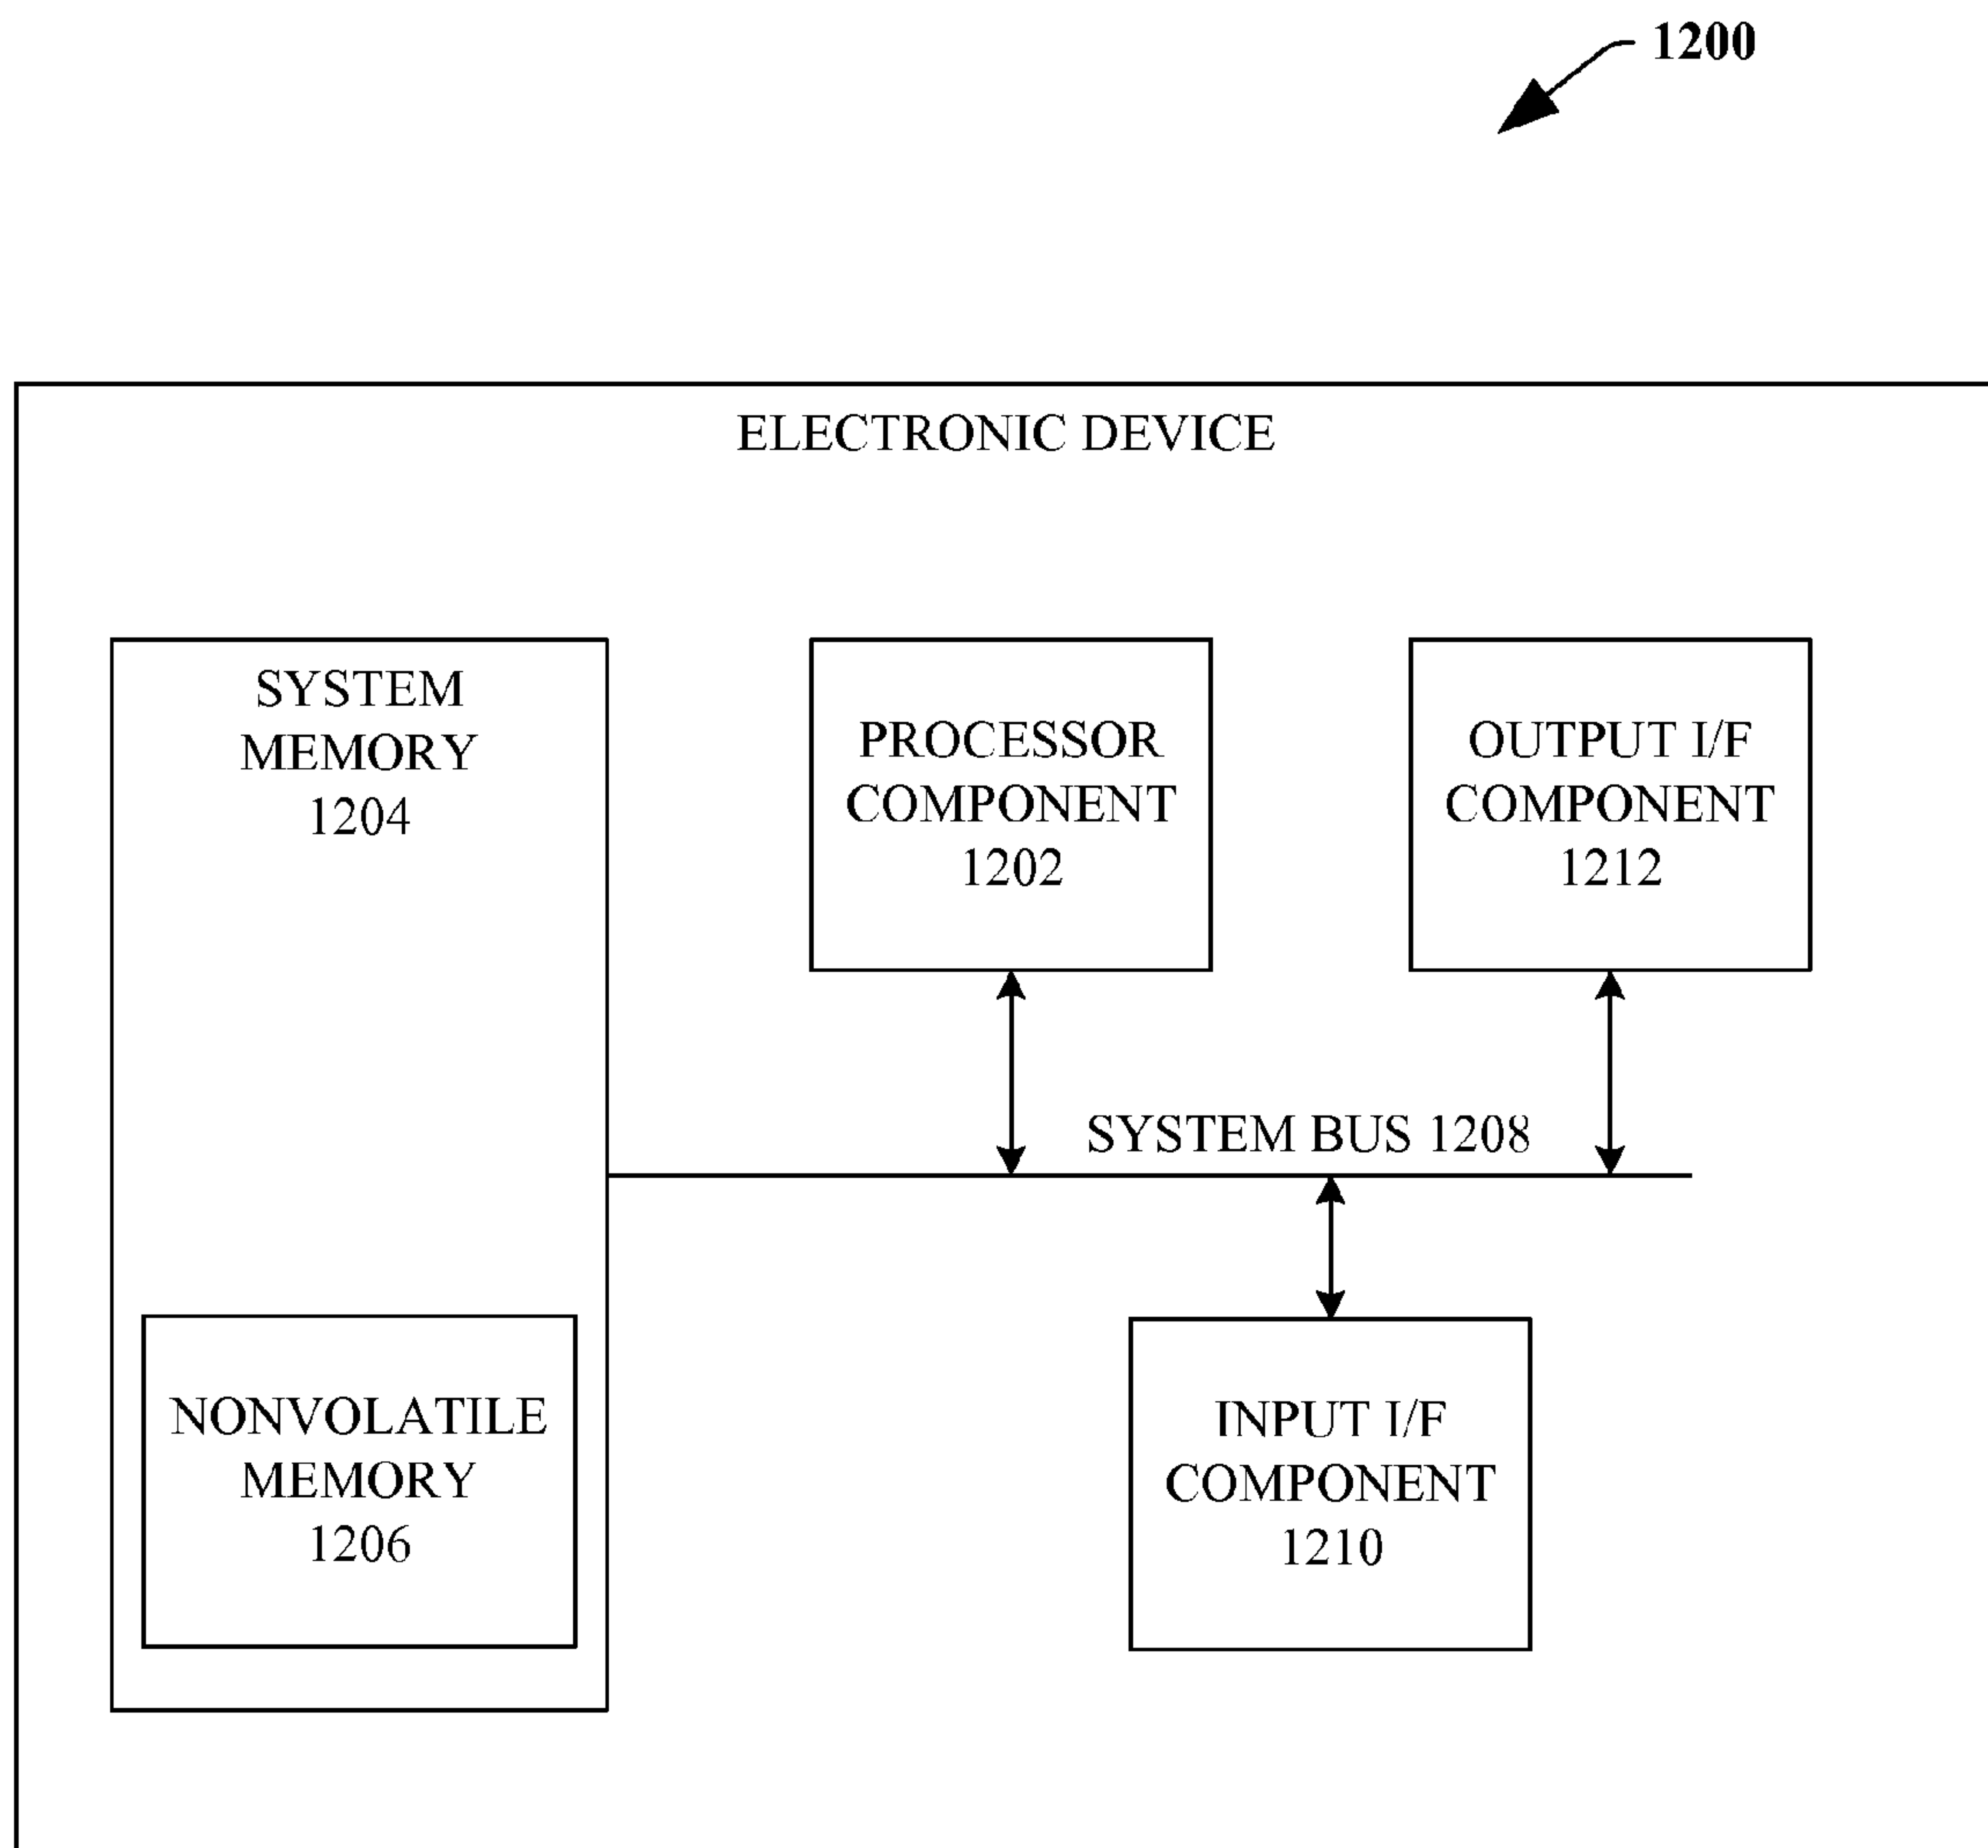 1200
ELECTRONIC DEVICE
SYSTEM
MEMORY
1204
PROCESSOR
COMPONENT
1202
OUTPUT I/F
COMPONENT
1212
SYSTEM BUS 1208
NONVOLATILE
MEMORY
1206
INPUT I/F
COMPONENT
1210